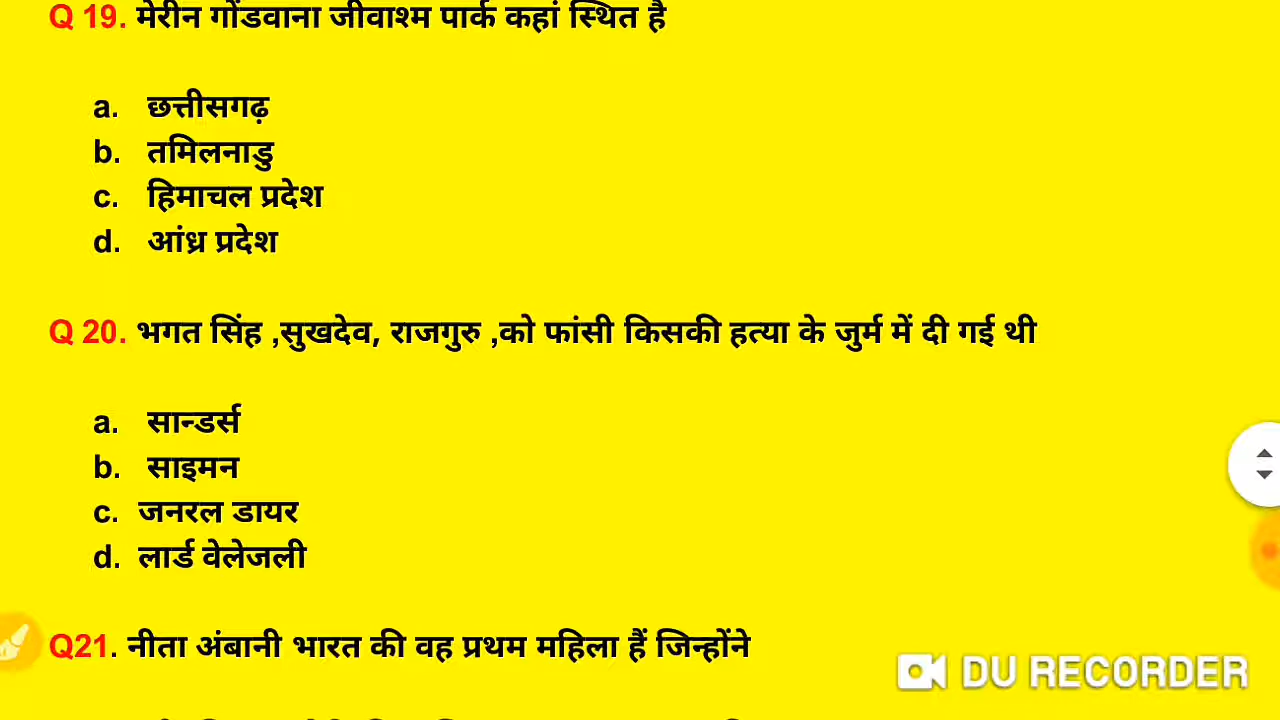 Q 19. मेरीन गोंडवाना जीवाश्म पार्क कहां स्थित है
a. छत्तीसगढ़
b. तमिलनाडु
c. हिमाचल प्रदेश
d. आंध्र प्रदेश
Q 20. भगत सिंह ,सुखदेव, राजगुरु ,को फांसी किसकी हत्या के जुर्म में दी गई थी
a. सान्डर्स
b. साइमन
c. जनरल डायर
d. लार्ड वेलेजली
Q21. नीता अंबानी भारत की वह प्रथम महिला हैं जिन्होंने
DU RECORDER